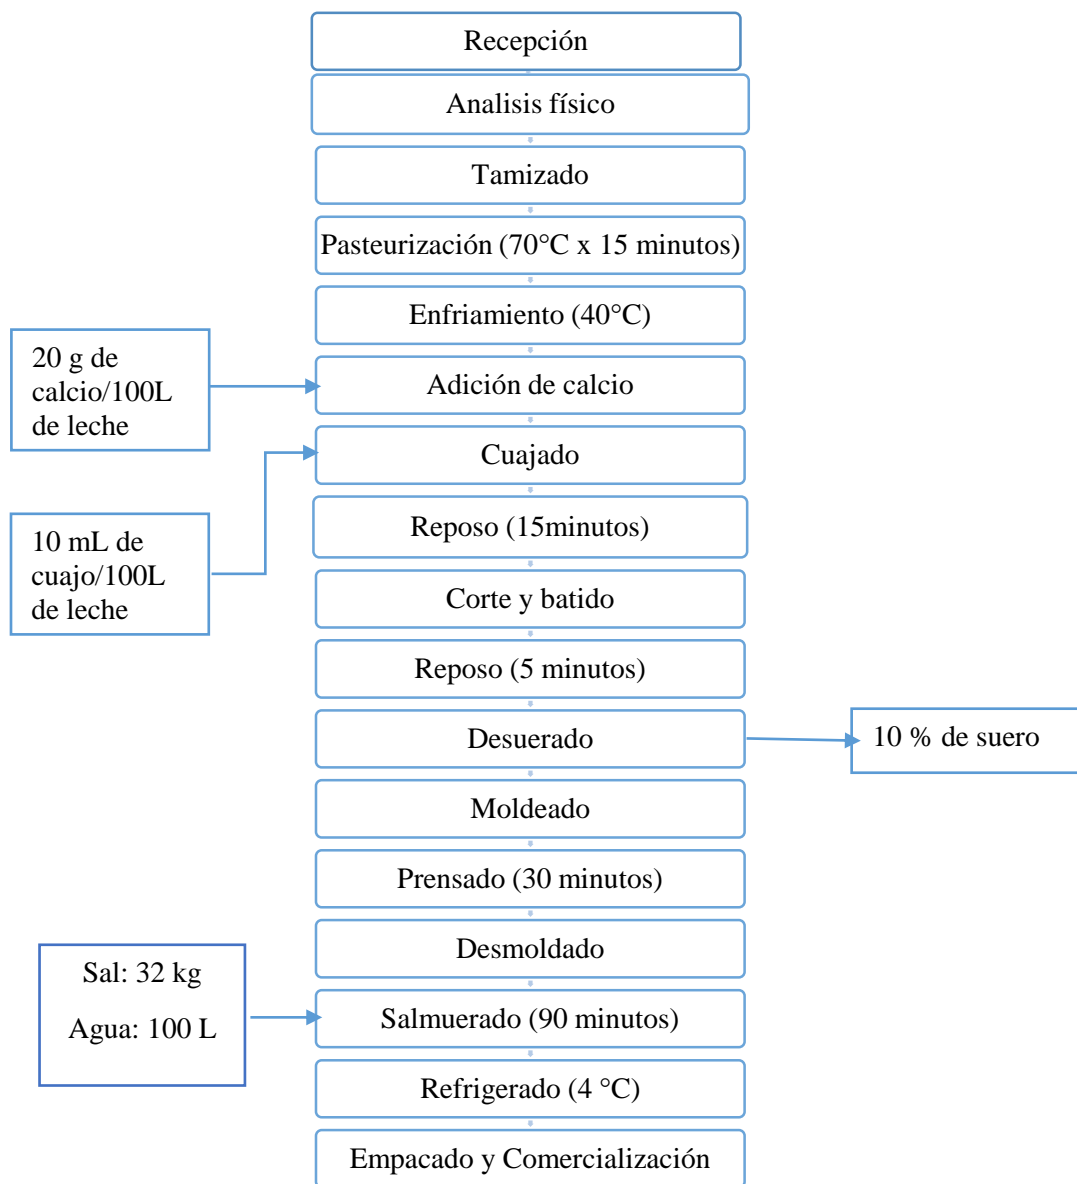 Recepción
Analisis físico
Tamizado
Pasteurización (70°C x 15 minutos)
Enfriamiento (40°C)
20 g de
calcio/100L
de leche
Adición de calcio
Cuajado
10 mL de
cuajo/100L
de leche
Reposo (15minutos)
Corte y batido
Reposo (5 minutos)
Desuerado
10 % de suero
Moldeado
Prensado (30 minutos)
Desmoldado
Sal: 32 kg
Agua: 100 L
Salmuerado (90 minutos)
Refrigerado (4 °C)
Empacado y Comercialización